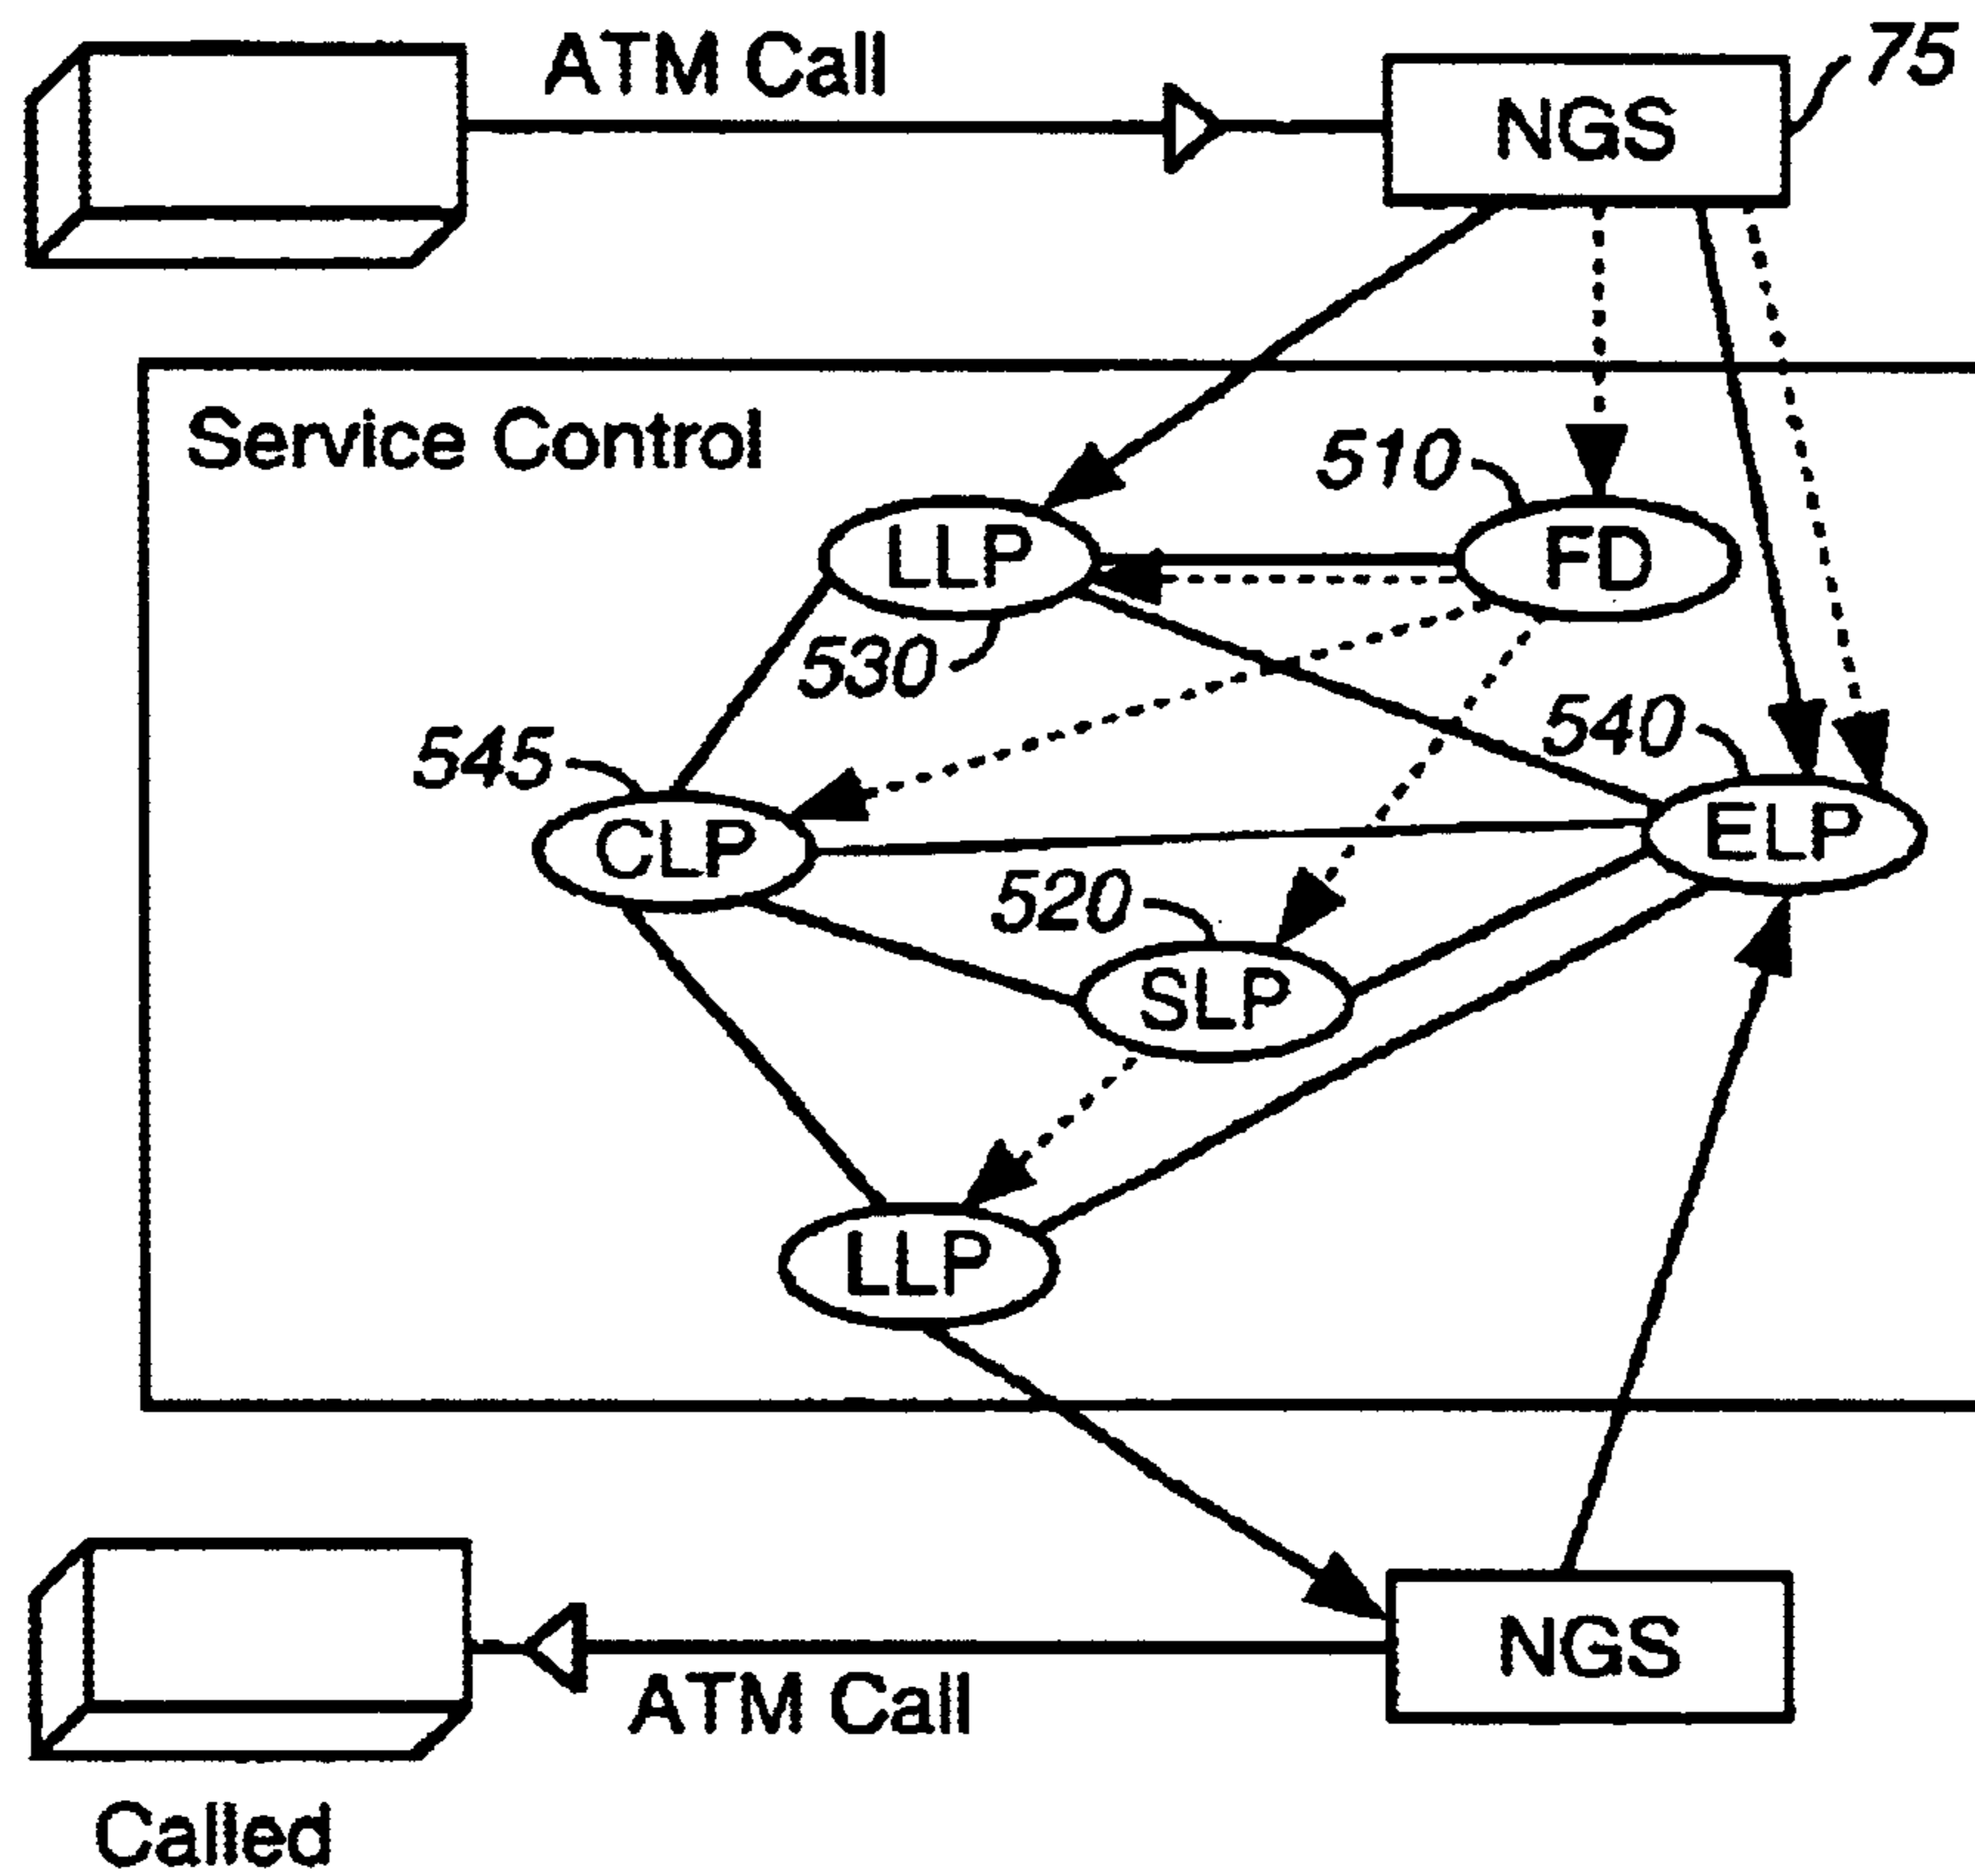 ATM Call
NGS
75
Service Control
510
LLP
FD
530
540
545
CLP
ELP
520
SLP
LLP
NGS
ATM Call
Called